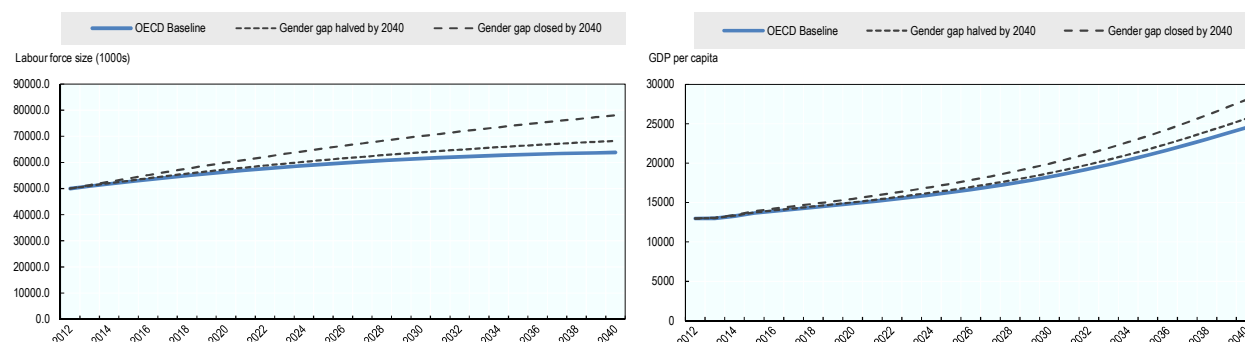 OECD Baseline Gender gap halved by 2040 Gender gap closed by 2040
Labour force size (1000s)
90000.0
80000.0
70000.0
60000.0
50000.0
40000.0
30000.0
20000.0
10000.0
0.0
2012 2014 2016 2018 2020 2022 2024 2026 2028 2030 2032 2034 2036 2038 2040
OECD Baseline Gender gap halved by 2040 Gender gap closed by 2040
GDP per capita
30000
25000
20000
15000
10000
5000
0
2012 2014 2016 2018 2020 2022 2024 2026 2028 2030 2032 2034 2036 2038 2040